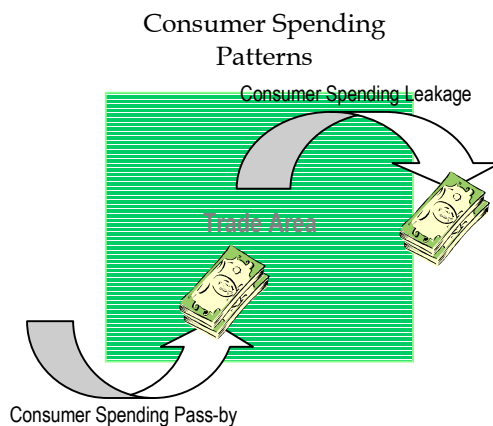 Consumer Spending
Patterns
Consumer Spending Leakage
Trade Area
Consumer Spending Pass-by